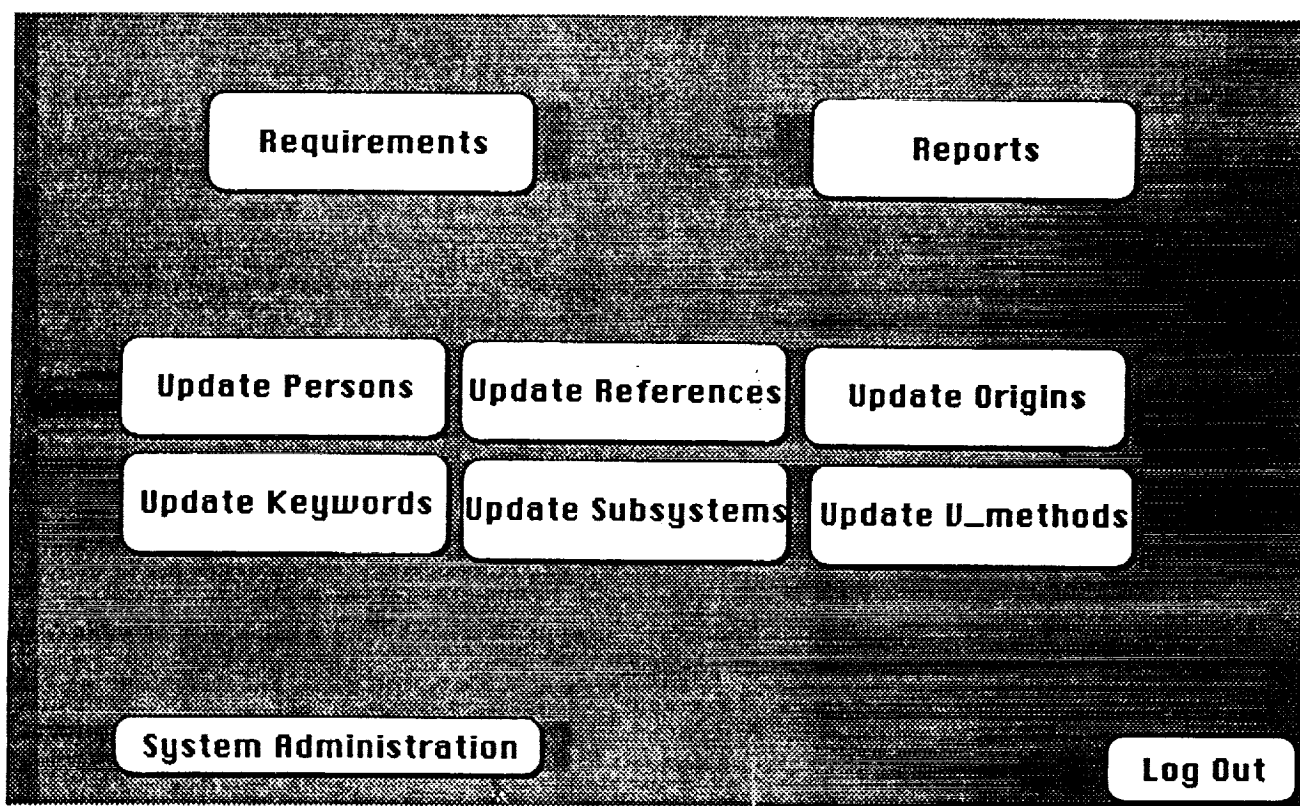 Requirements
Reports
Update Persons
Update References
Update Origins
Update Keywords
Update Subsystems
Update V_methods
System Administration
Log Out